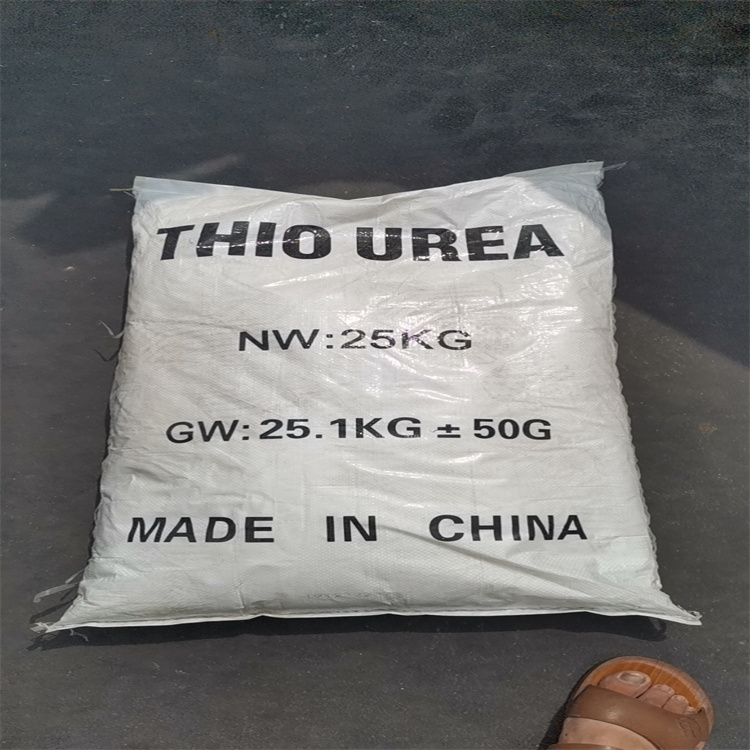 THIO UREA
NW:25KG
GW:25.1KG ± 50G
MADE IN CHINA